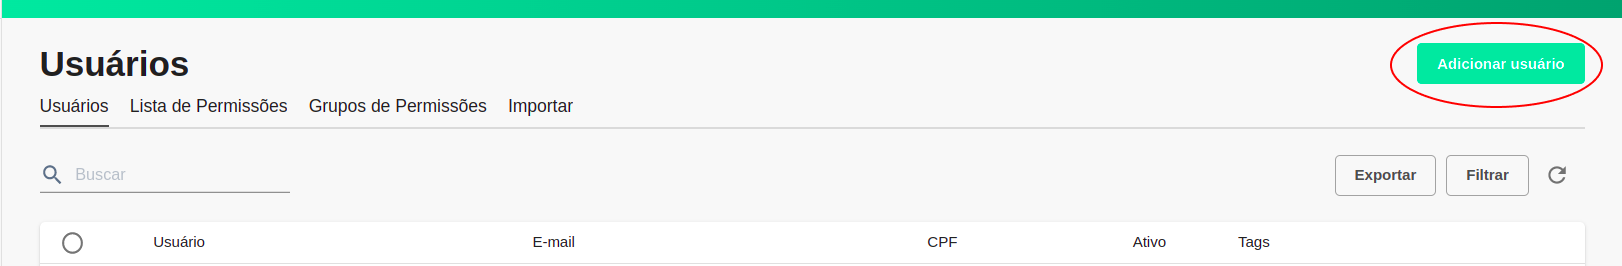 Usuários
Adicionar usuário
Usuários Lista de Permissões Grupos de Permissões Importar
Buscar Exportar Filtrar
Usuário E-mail CPF Ativo Tags